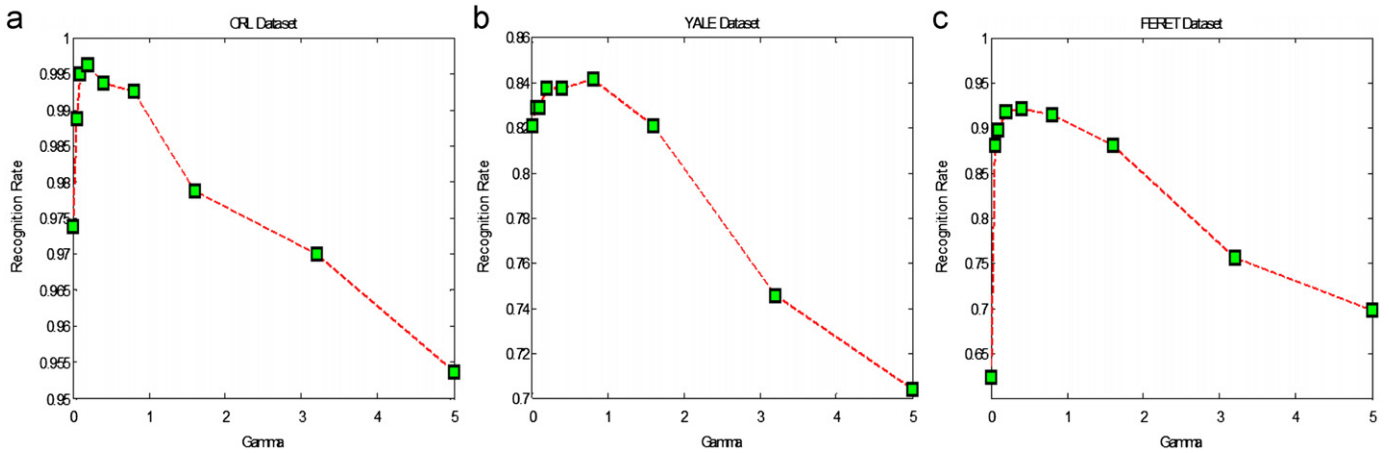 a
ORL Dataset
1
0.995
0.99
0.985
0.98
0.975
0.97
0.965
0.96
0.955
0.95
Recognition Rate
0 1 2 3 4 5
Gamma
b
YALE Dataset
0.86
0.84
0.82
0.8
0.78
0.76
0.74
0.72
0.7
Recognition Rate
0 1 2 3 4 5
Gamma
c
FERET Dataset
1
0.95
0.9
0.85
0.8
0.75
0.7
0.65
Recognition Rate
0 1 2 3 4 5
Gamma